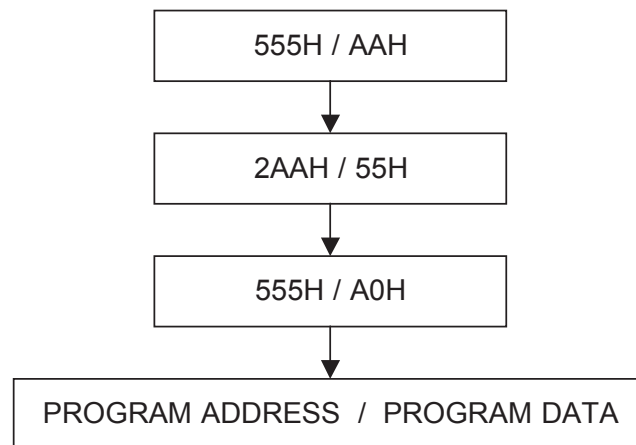 555H / AAH
2AAH / 55H
555H / A0H
PROGRAM ADDRESS / PROGRAM DATA